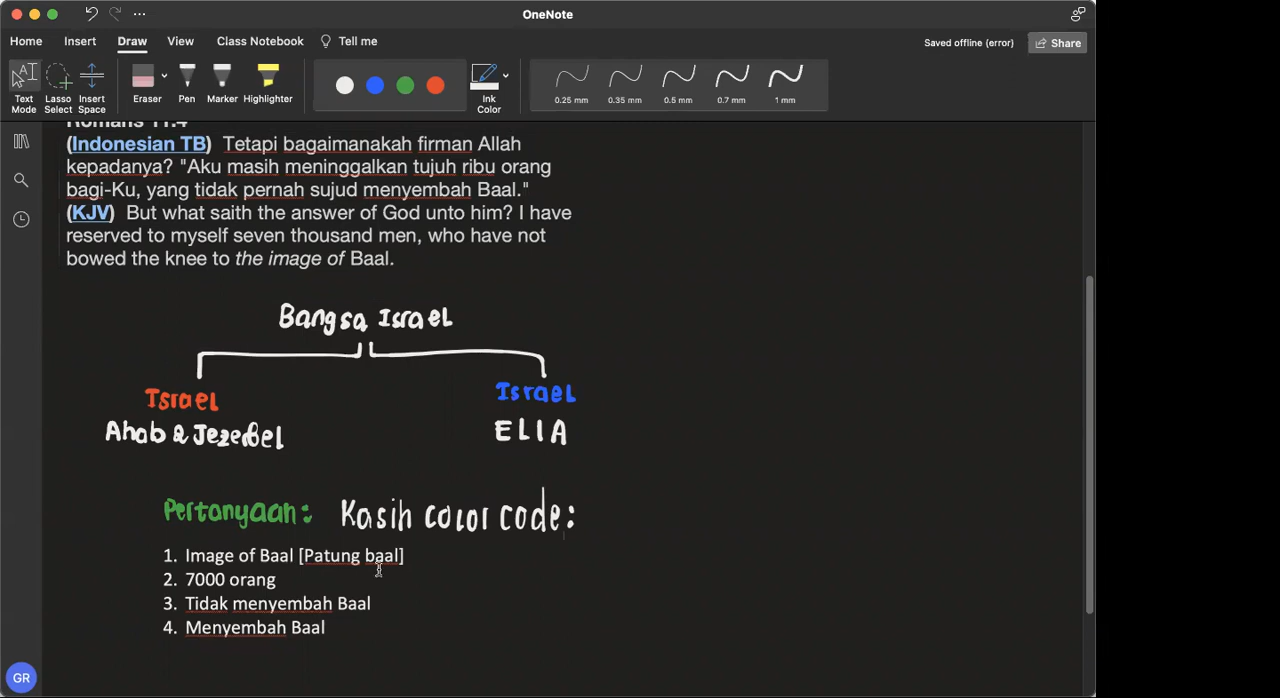 OneNote
Home Insert Draw View Class Notebook Tell me
Saved offline (error) Share
Text Mode
Lasso Select
Insert Space
Eraser
Pen
Marker
Highlighter
Ink Color
0.25 mm 0.35 mm 0.5 mm 0.7 mm 1 mm
Romans 11:4
(Indonesian TB) Tetapi bagaimanakah firman Allah
kepadanya? "Aku masih meninggalkan tujuh ribu orang
bagi-Ku, yang tidak pernah sujud menyembah Baal."
(KJV) But what saith the answer of God unto him? I have
reserved to myself seven thousand men, who have not
bowed the knee to the image of Baal.
Bangsa Israel
Israel Israel
Ahab & Jezebel ELIA
Pertanyaan: Kasih color code:
1. Image of Baal [Patung baal]
2. 7000 orang
3. Tidak menyembah Baal
4. Menyembah Baal
GR